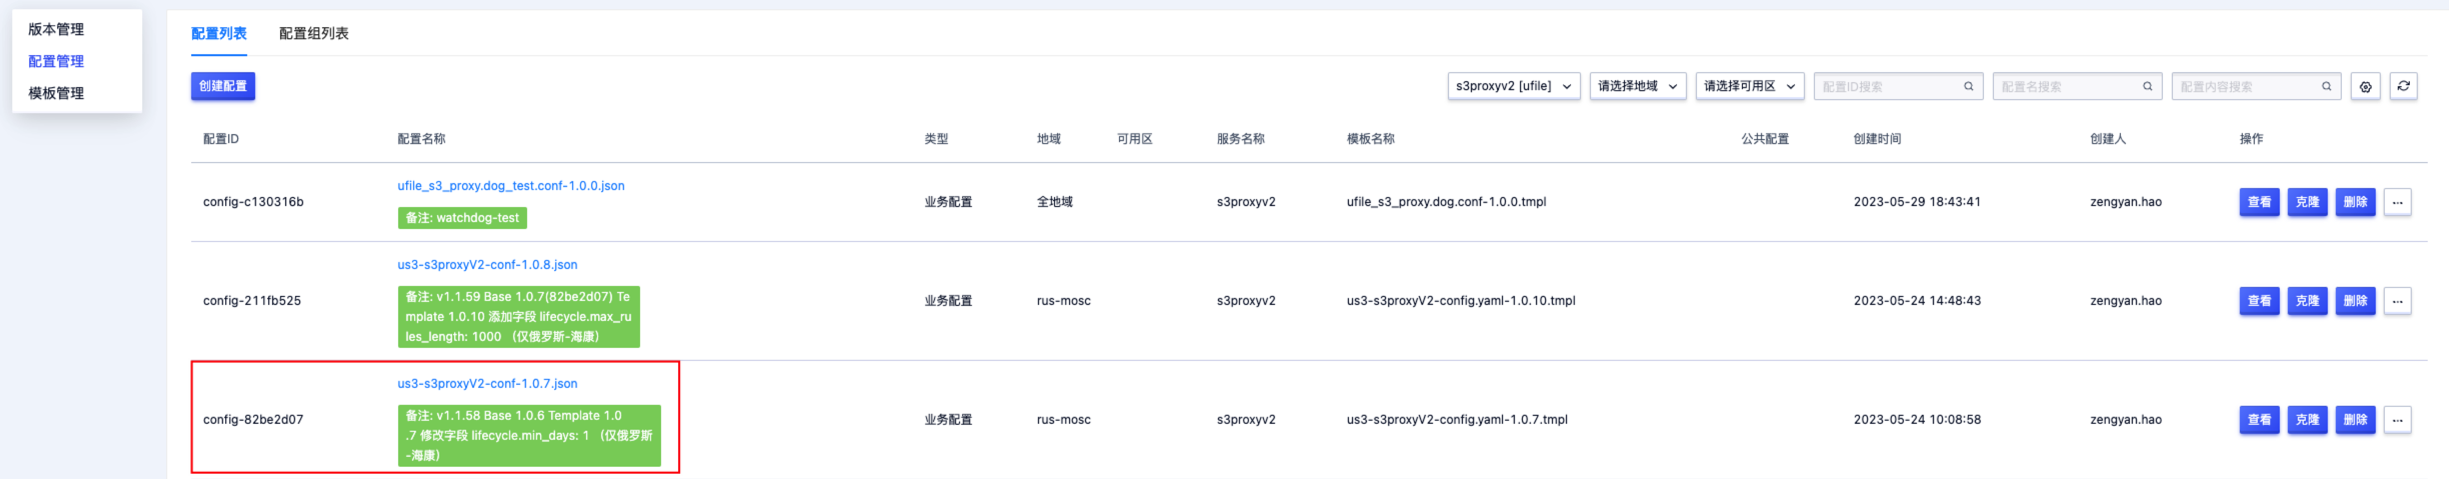 版本管理
配置管理
模板管理
配置列表 配置组列表
创建配置 s3proxyv2 [ufile] 请选择地域 请选择可用区 配置ID搜索 配置名搜索 配置内容搜索
配置ID 配置名称 类型 地域 可用区 服务名称 模板名称 公共配置 创建时间 创建人 操作
ufile_s3_proxy.dog_test.conf-1.0.0.json
config-c130316b 业务配置 全地域 s3proxyv2 ufile_s3_proxy.dog.conf-1.0.0.tmpl 2023-05-29 18:43:41 zengyan.hao 查看 克隆 删除 ...
备注: watchdog-test
us3-s3proxyV2-conf-1.0.8.json
备注: v1.1.59 Base 1.0.7(82be2d07) Te
config-211fb525 业务配置 rus-mosc s3proxyv2 us3-s3proxyV2-config.yaml-1.0.10.tmpl 2023-05-24 14:48:43 zengyan.hao 查看 克隆 删除 ...
mplate 1.0.10 添加字段 lifecycle.max_ru
les_length: 1000 （仅俄罗斯-海康）
us3-s3proxyV2-conf-1.0.7.json
备注: v1.1.58 Base 1.0.6 Template 1.0
config-82be2d07 业务配置 rus-mosc s3proxyv2 us3-s3proxyV2-config.yaml-1.0.7.tmpl 2023-05-24 10:08:58 zengyan.hao 查看 克隆 删除 ...
.7 修改字段 lifecycle.min_days: 1 （仅俄罗斯
-海康）